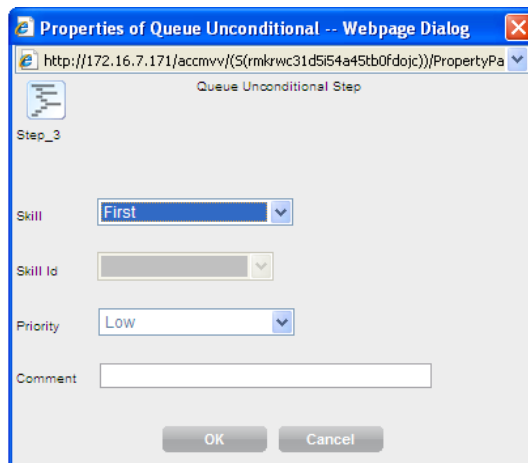 Properties of Queue Unconditional -- Webpage Dialog
http://172.16.7.171/accmvv/(S(rmkrwc31d5i54a45tb0fdojc))/PropertyPa
Queue Unconditional Step
Step_3
Skill First
Skill Id
Priority Low
Comment
OK Cancel